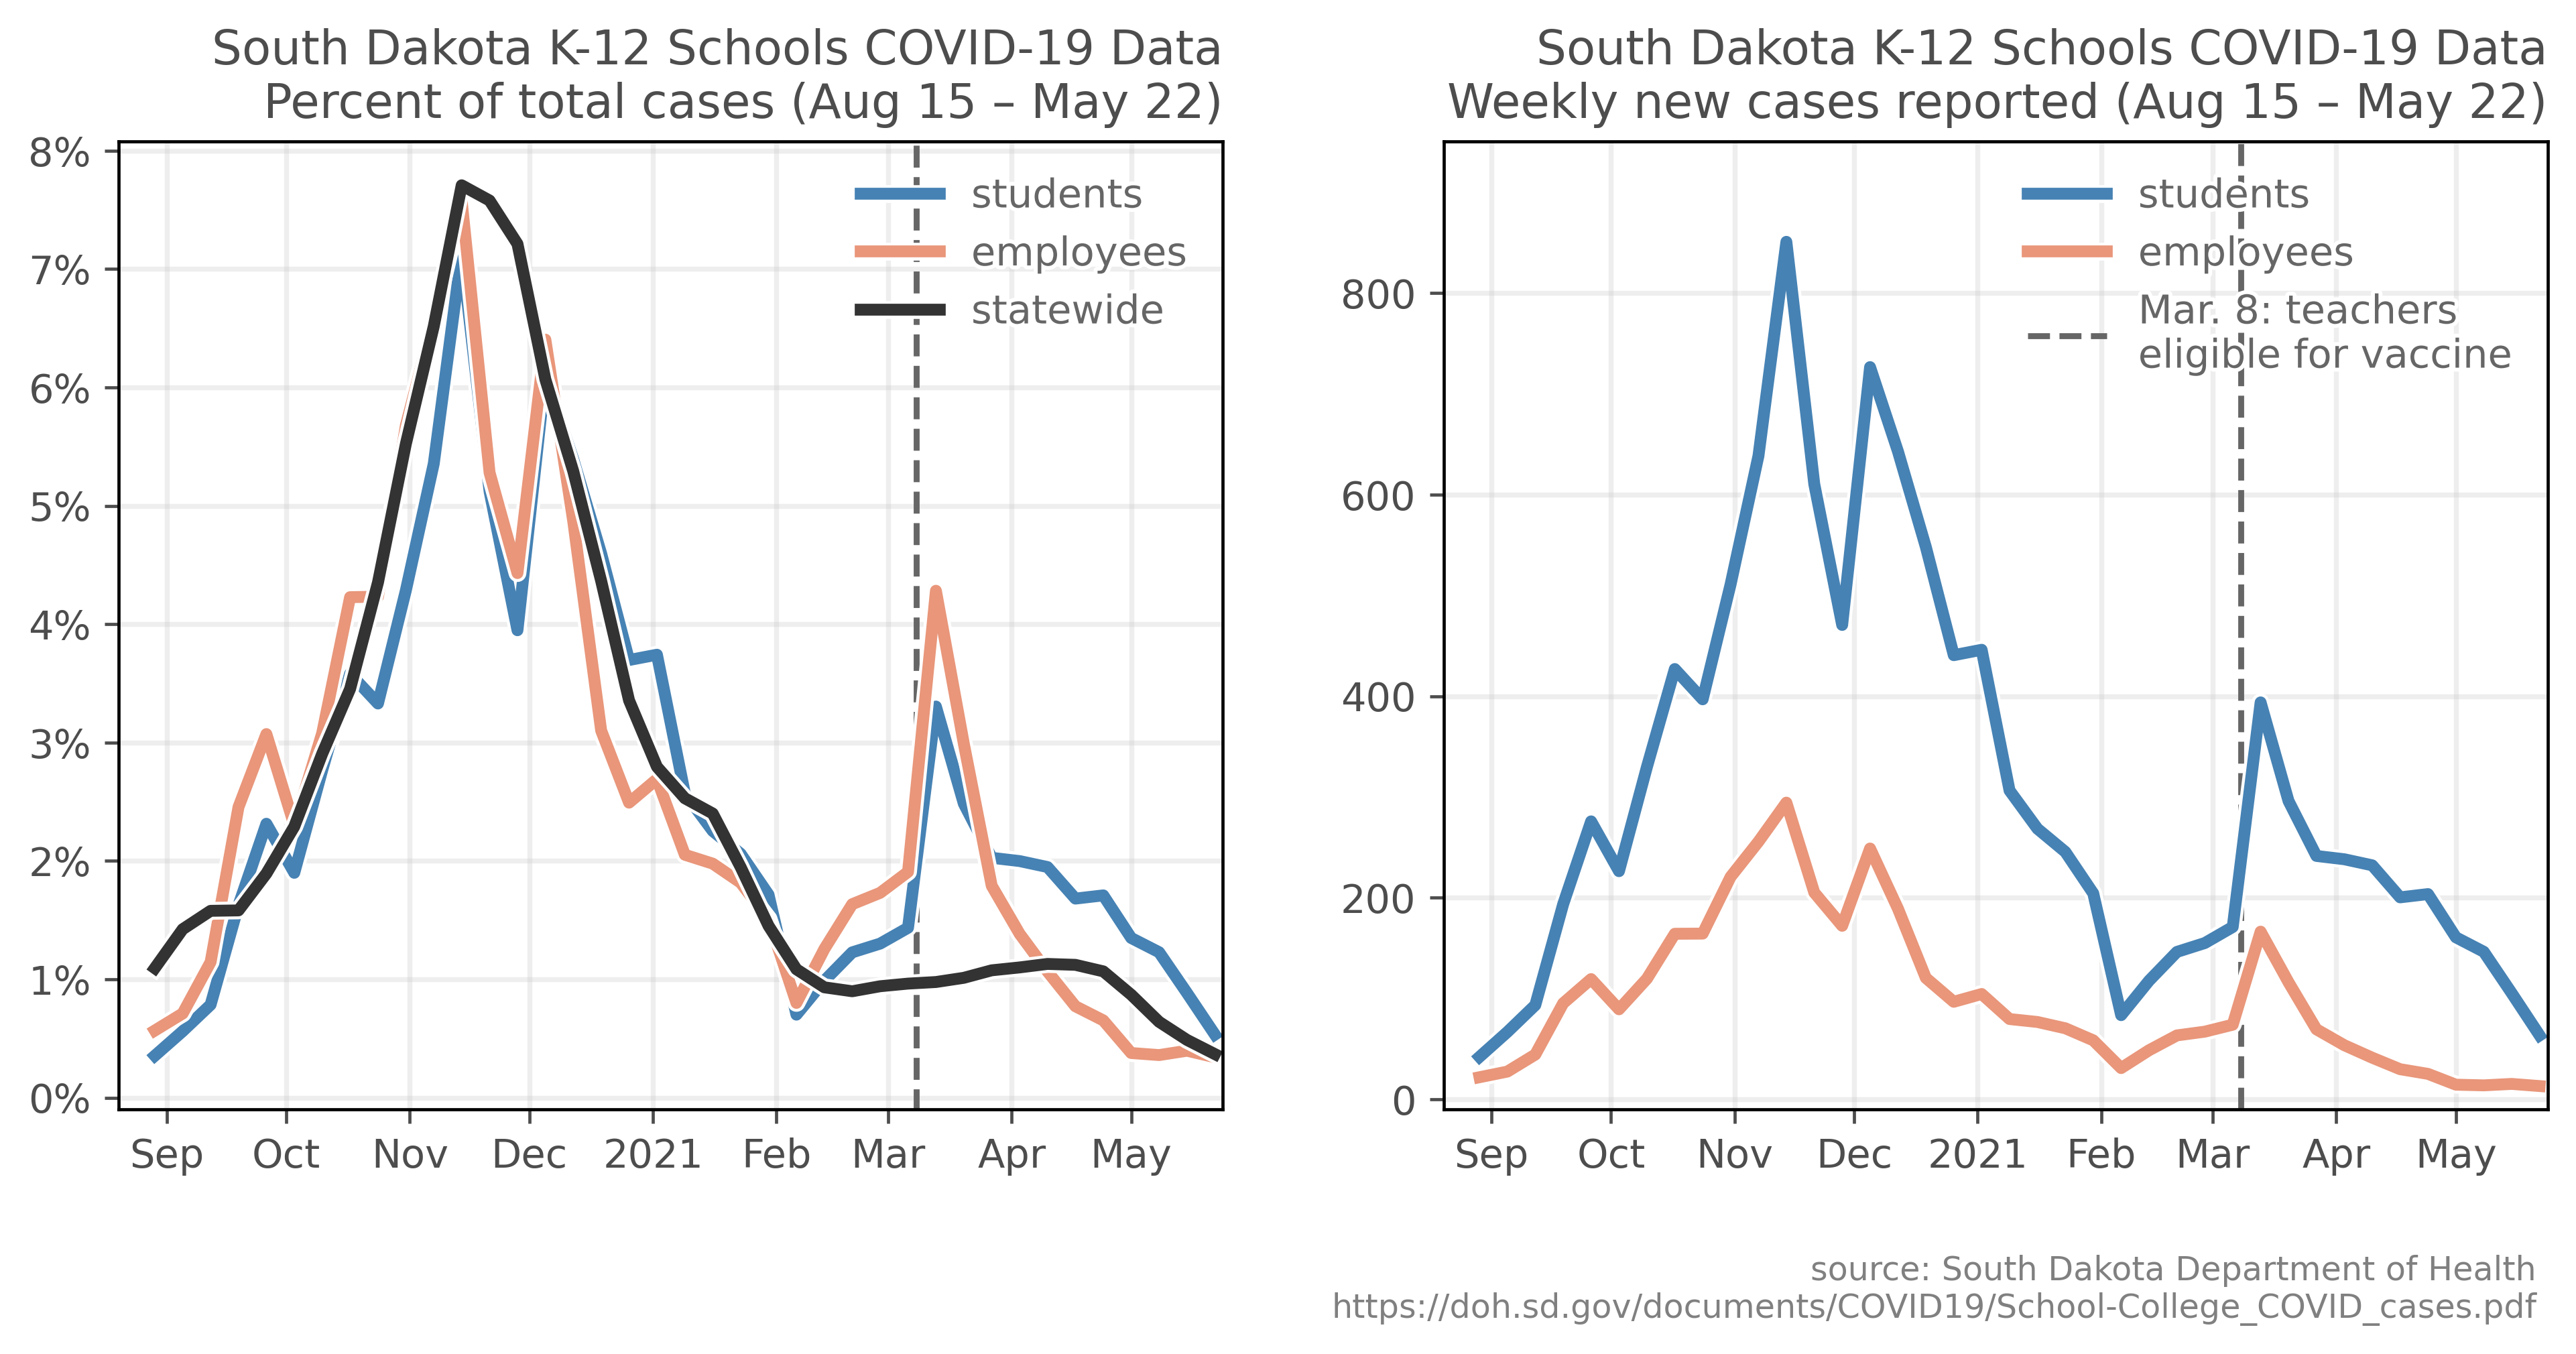 South Dakota K-12 Schools COVID-19 Data
Percent of total cases (Aug 15 – May 22)
8%
7%
6%
5%
4%
3%
2%
1%
0%
students
employees
statewide
Sep Oct Nov Dec 2021 Feb Mar Apr May
South Dakota K-12 Schools COVID-19 Data
Weekly new cases reported (Aug 15 – May 22)
800
600
400
200
0
students
employees
Mar. 8: teachers
eligible for vaccine
Sep Oct Nov Dec 2021 Feb Mar Apr May
source: South Dakota Department of Health
https://doh.sd.gov/documents/COVID19/School-College_COVID_cases.pdf